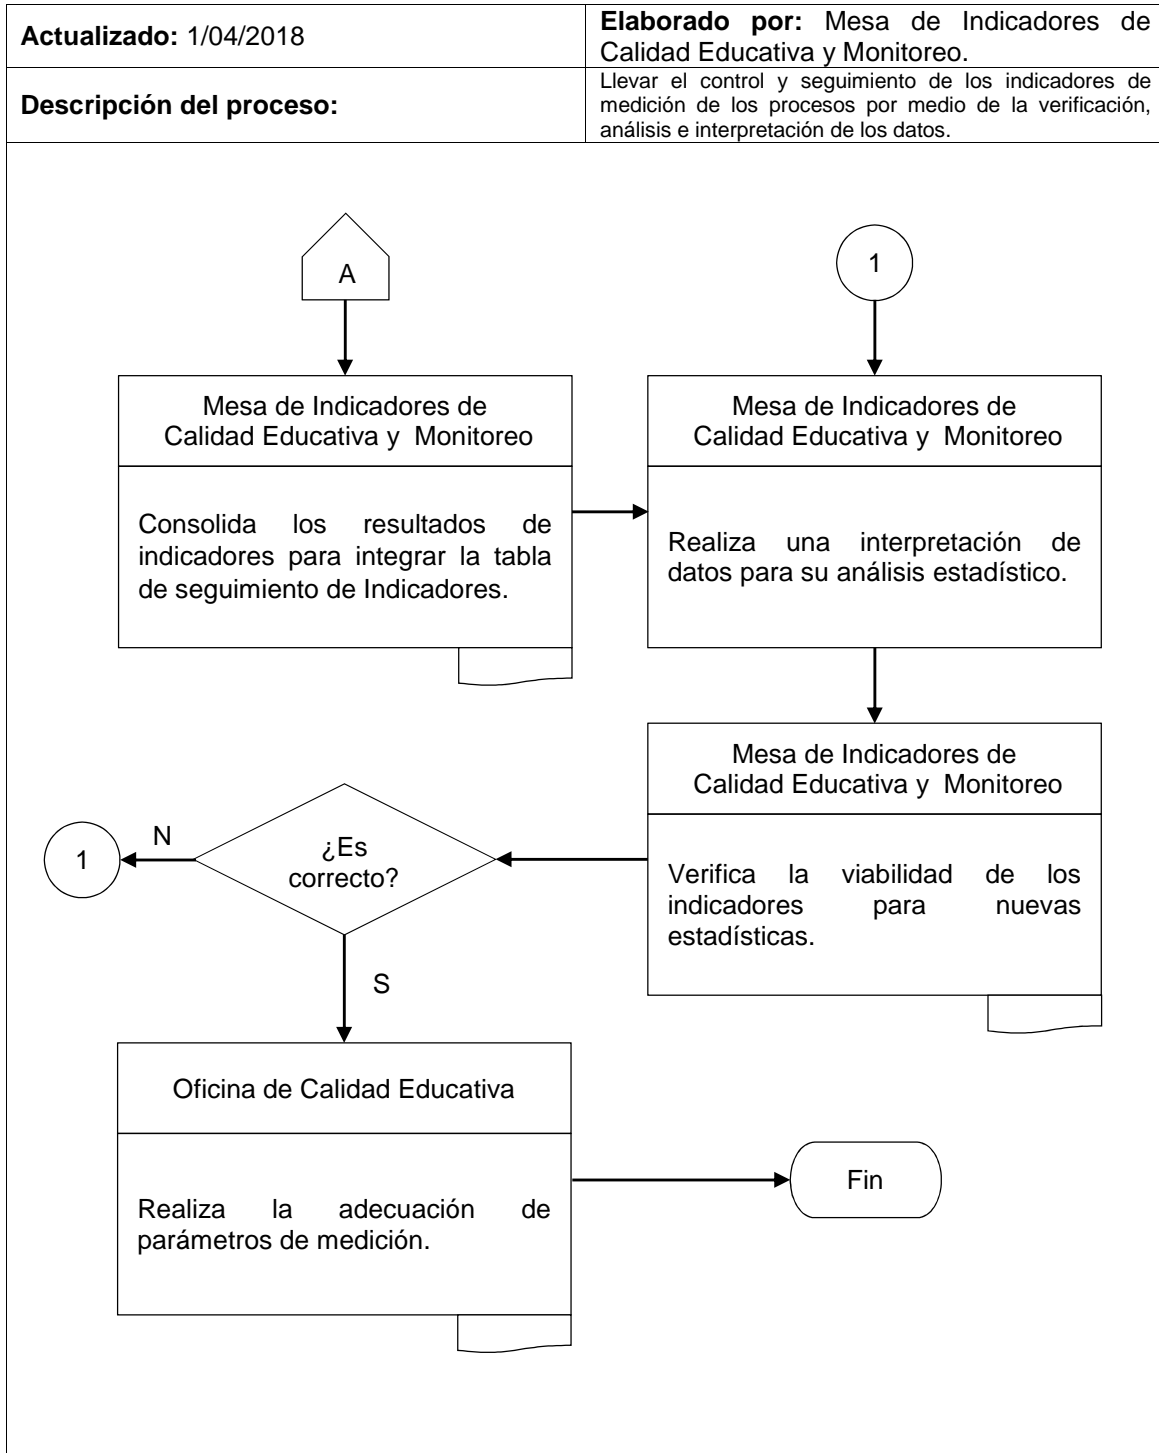 Actualizado: 1/04/2018
Elaborado por: Mesa de Indicadores de
Calidad Educativa y Monitoreo.
Descripción del proceso:
Llevar el control y seguimiento de los indicadores de
medición de los procesos por medio de la verificación,
análisis e interpretación de los datos.
A
1
Mesa de Indicadores de
Calidad Educativa y Monitoreo
Consolida los resultados de
indicadores para integrar la tabla
de seguimiento de Indicadores.
Mesa de Indicadores de
Calidad Educativa y Monitoreo
Realiza una interpretación de
datos para su análisis estadístico.
Mesa de Indicadores de
Calidad Educativa y Monitoreo
Verifica la viabilidad de los
indicadores para nuevas
estadísticas.
¿Es
correcto?
N
1
S
Oficina de Calidad Educativa
Realiza la adecuación de
parámetros de medición.
Fin